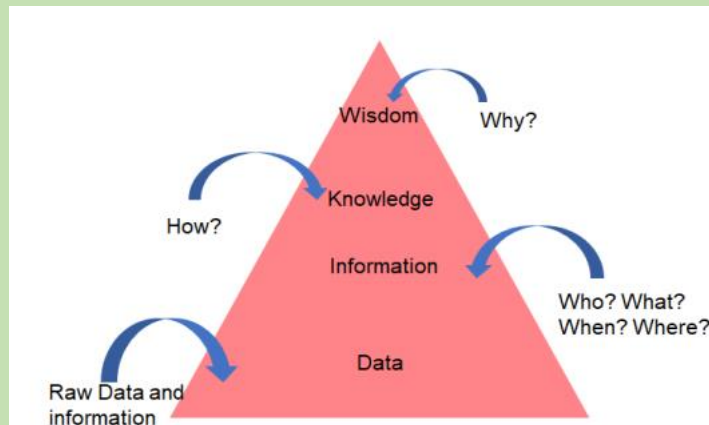 Wisdom
Why?
Knowledge
How?
Information
Who? What?
When? Where?
Data
Raw Data and
information